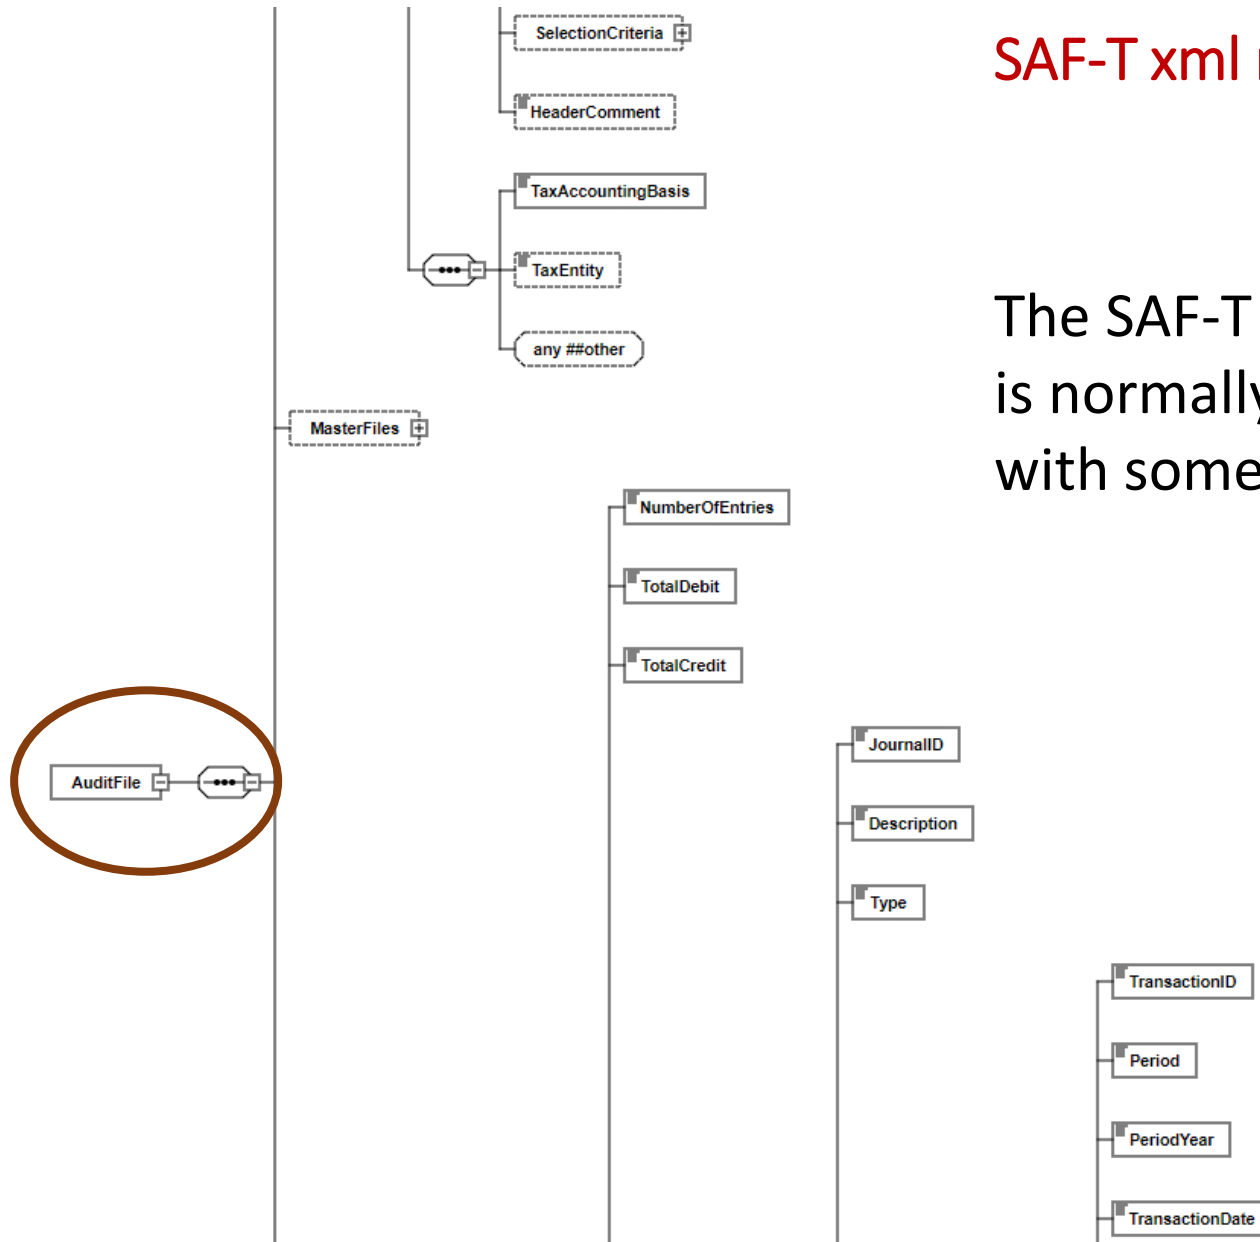 SelectionCriteria
SAF-T xml
HeaderComment
TaxAccountingBasis
TaxEntity
The SAF-T
any ##other
is normally
MasterFiles
with some
NumberOfEntries
TotalDebit
TotalCredit
JournalID
AuditFile
Description
Type
TransactionID
Period
PeriodYear
TransactionDate